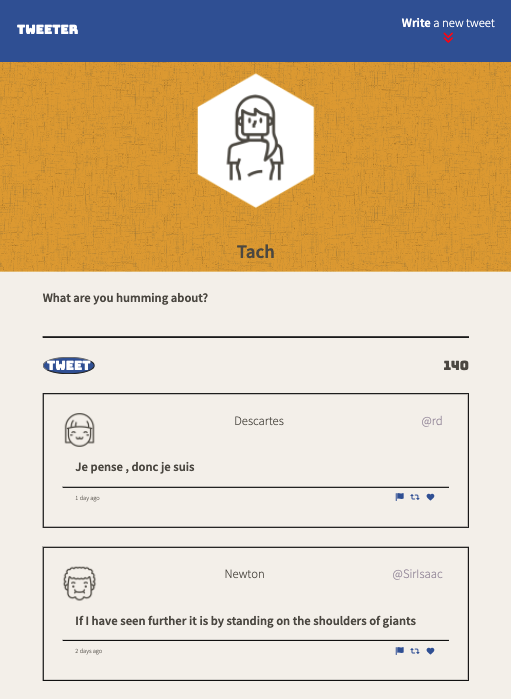 TWEETER
Write a new tweet
Tach
What are you humming about?
TWEET 140
Descartes @rd
Je pense , donc je suis
1 day ago
Newton @SirIsaac
If I have seen further it is by standing on the shoulders of giants
2 days ago